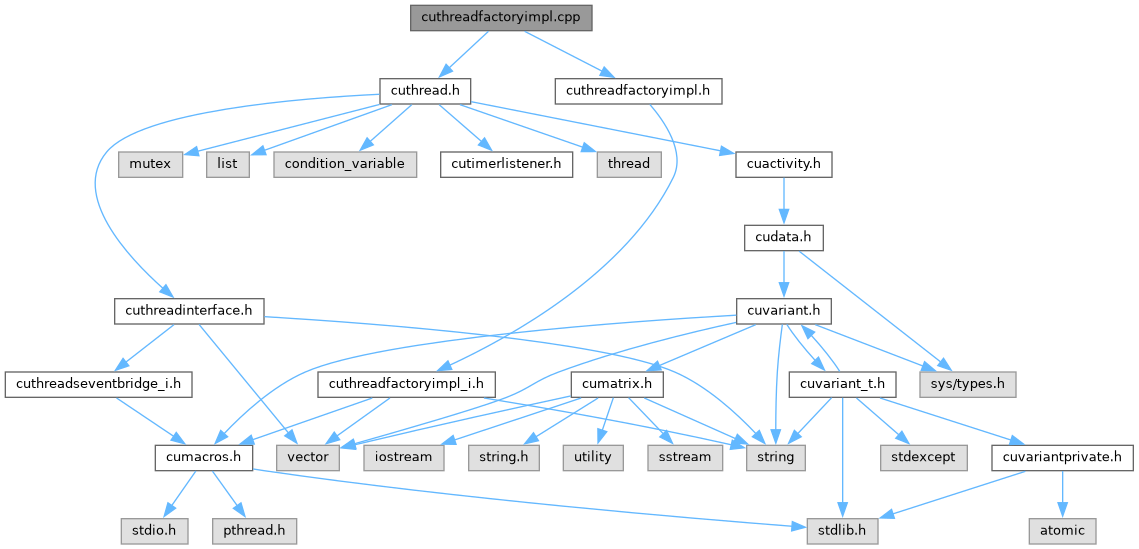 cuthreadfactoryimpl.cpp
cuthread.h
cuthreadfactoryimpl.h
mutex
list
condition_variable
cutimerlistener.h
thread
cuactivity.h
cudata.h
cuthreadinterface.h
cuvariant.h
cuthreadseventbridge_i.h
cuthreadfactoryimpl_i.h
cumatrix.h
cuvariant_t.h
sys/types.h
cumacros.h
vector
iostream
string.h
utility
sstream
string
stdexcept
cuvariantprivate.h
stdio.h
pthread.h
stdlib.h
atomic